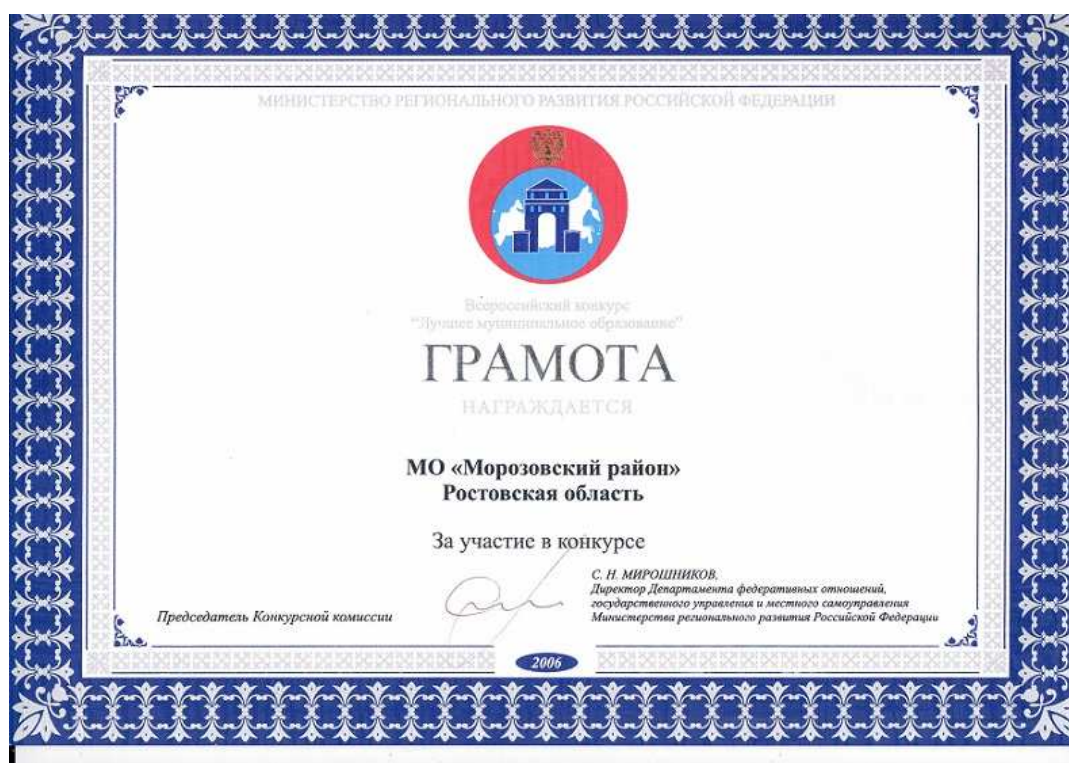 МИНИСТЕРСТВО РЕГИОНАЛЬНОГО РАЗВИТИЯ РОССИЙСКОЙ ФЕДЕРАЦИИ
Всероссийский конкурс
"Лучшее муниципальное образование"
ГРАМОТА
НАГРАЖДАЕТСЯ
МО «Морозовский район»
Ростовская область
За участие в конкурсе
Председатель Конкурсной комиссии
С. Н. МИРОШНИКОВ,
Директор Департамента федеративных отношений,
государственного управления и местного самоуправления
Министерства регионального развития Российской Федерации
2006